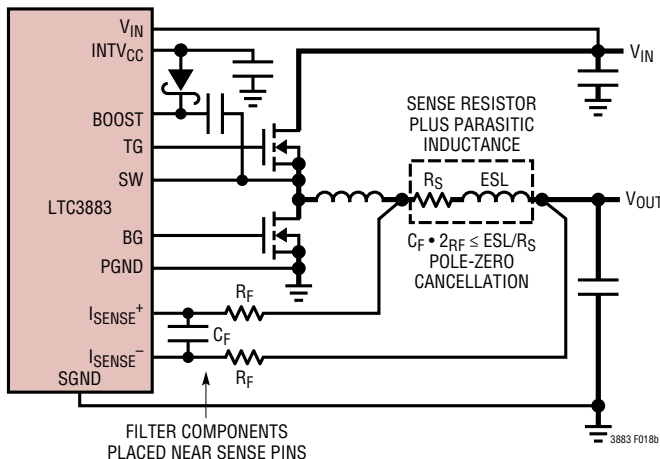 VIN
INTVCC
BOOST
TG
SW
LTC3883
BG
PGND
ISENSE+
ISENSE−
SGND
VIN
SENSE RESISTOR
PLUS PARASITIC
INDUCTANCE
RS
ESL
VOUT
CF • 2RF ≤ ESL/RS
POLE-ZERO
CANCELLATION
RF
CF
RF
FILTER COMPONENTS
PLACED NEAR SENSE PINS
3883 F018b